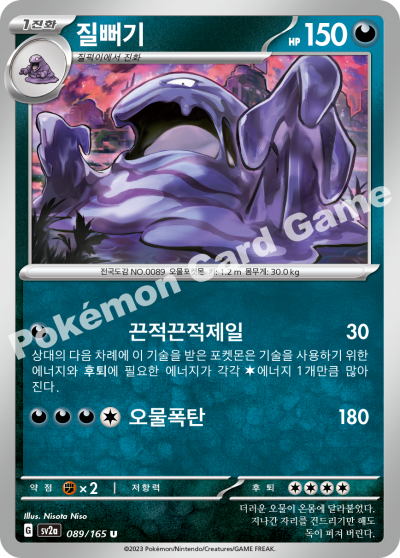 1진화
질뻐기
HP 150
질퍽이에서 진화
전국도감 NO.0089 오물포켓몬 키: 1.2 m 몸무게: 30.0 kg
Pokémon Card Game
끈적끈적제일 30
상대의 다음 차례에 이 기술을 받은 포켓몬은 기술을 사용하기 위한
에너지와 후퇴에 필요한 에너지가 각각 에너지 1개만큼 많아
진다.
오물폭탄 180
약점 ×2 저항력 후퇴
Illus. Nisota Niso
G sv2a 089/165 U
더러운 오물이 온몸에 달라붙었다.
지나간 자리를 건드리기만 해도
독이 퍼져 버린다.
©2023 Pokémon/Nintendo/Creatures/GAME FREAK.